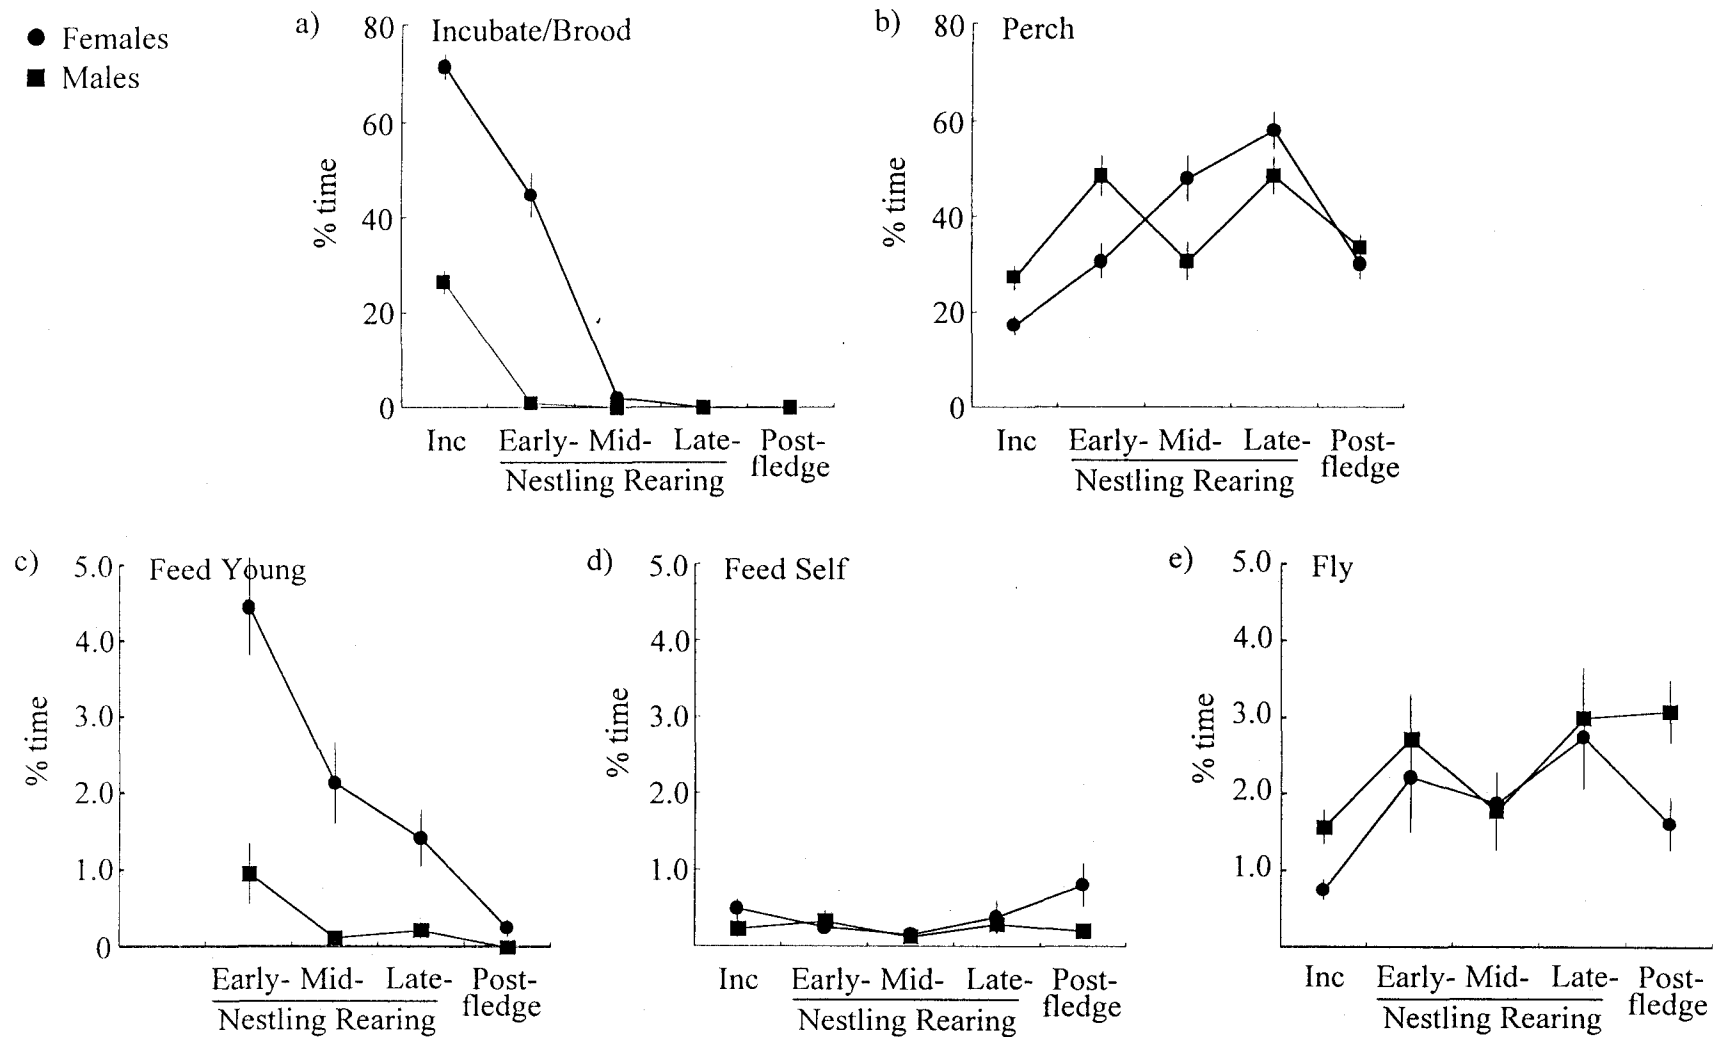 Females
Males
a)
Incubate/Brood
80
60
40
20
0
% time
Inc Early- Mid- Late- Post-
fledge
Nestling Rearing
b)
Perch
80
60
40
20
0
% time
Inc Early- Mid- Late- Post-
fledge
Nestling Rearing
c)
Feed Young
5.0
4.0
3.0
2.0
1.0
0
% time
Early- Mid- Late- Post-
fledge
Nestling Rearing
d)
Feed Self
5.0
4.0
3.0
2.0
1.0
% time
Inc Early- Mid- Late- Post-
fledge
Nestling Rearing
e)
Fly
5.0
4.0
3.0
2.0
1.0
% time
Inc Early- Mid- Late- Post-
fledge
Nestling Rearing